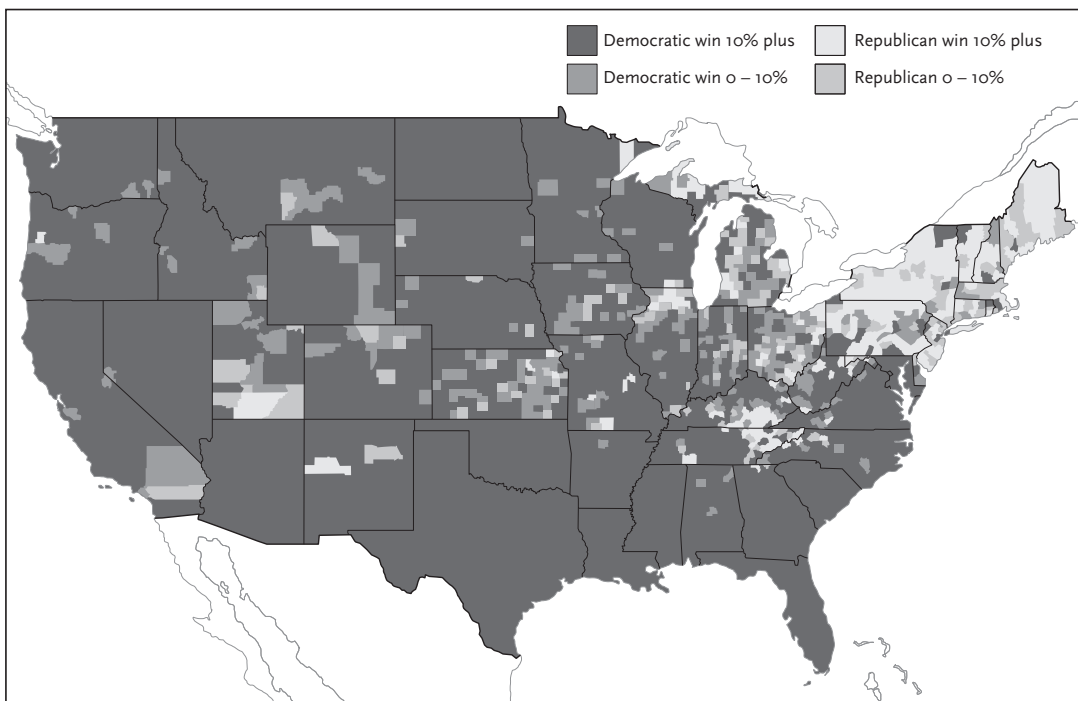 Democratic win 10% plus
Republican win 10% plus
Democratic win 0 – 10%
Republican 0 – 10%